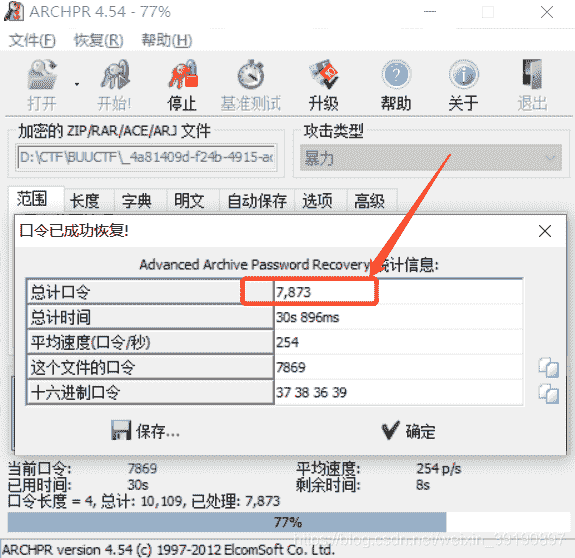 ARCHPR 4.54 - 77%
文件(F) 恢复(R) 帮助(H)
打开 开始! 停止 基准测试 升级 帮助 关于 退出
加密的 ZIP/RAR/ACE/ARJ 文件 攻击类型
D:\CTF\BUUCTF\_4a81409d-f24b-4915-ac 暴力
范围 长度 字典 明文 自动保存 选项 高级
口令已成功恢复!
Advanced Archive Password Recovery 统计信息:
总计口令 7,873
总计时间 30s 896ms
平均速度(口令/秒) 254
这个文件的口令 7869
十六进制口令 37 38 36 39
保存... 确定
当前口令: 7869 平均速度: 254 p/s
已用时间: 30s 剩余时间: 8s
口令长度 = 4, 总计: 10,109, 已处理: 7,873
77%
ARCHPR version 4.54 (c) 1997-2012 ElcomSoft Co. Ltd.